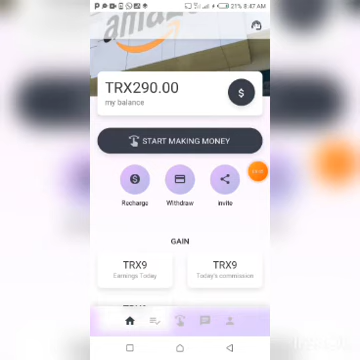 21% 8:47 AM
amazo
TRX290.00
my balance
$
START MAKING MONEY
Recharge
Withdraw
invite
GAIN
TRX9
Earnings Today
TRX9
Today's commission